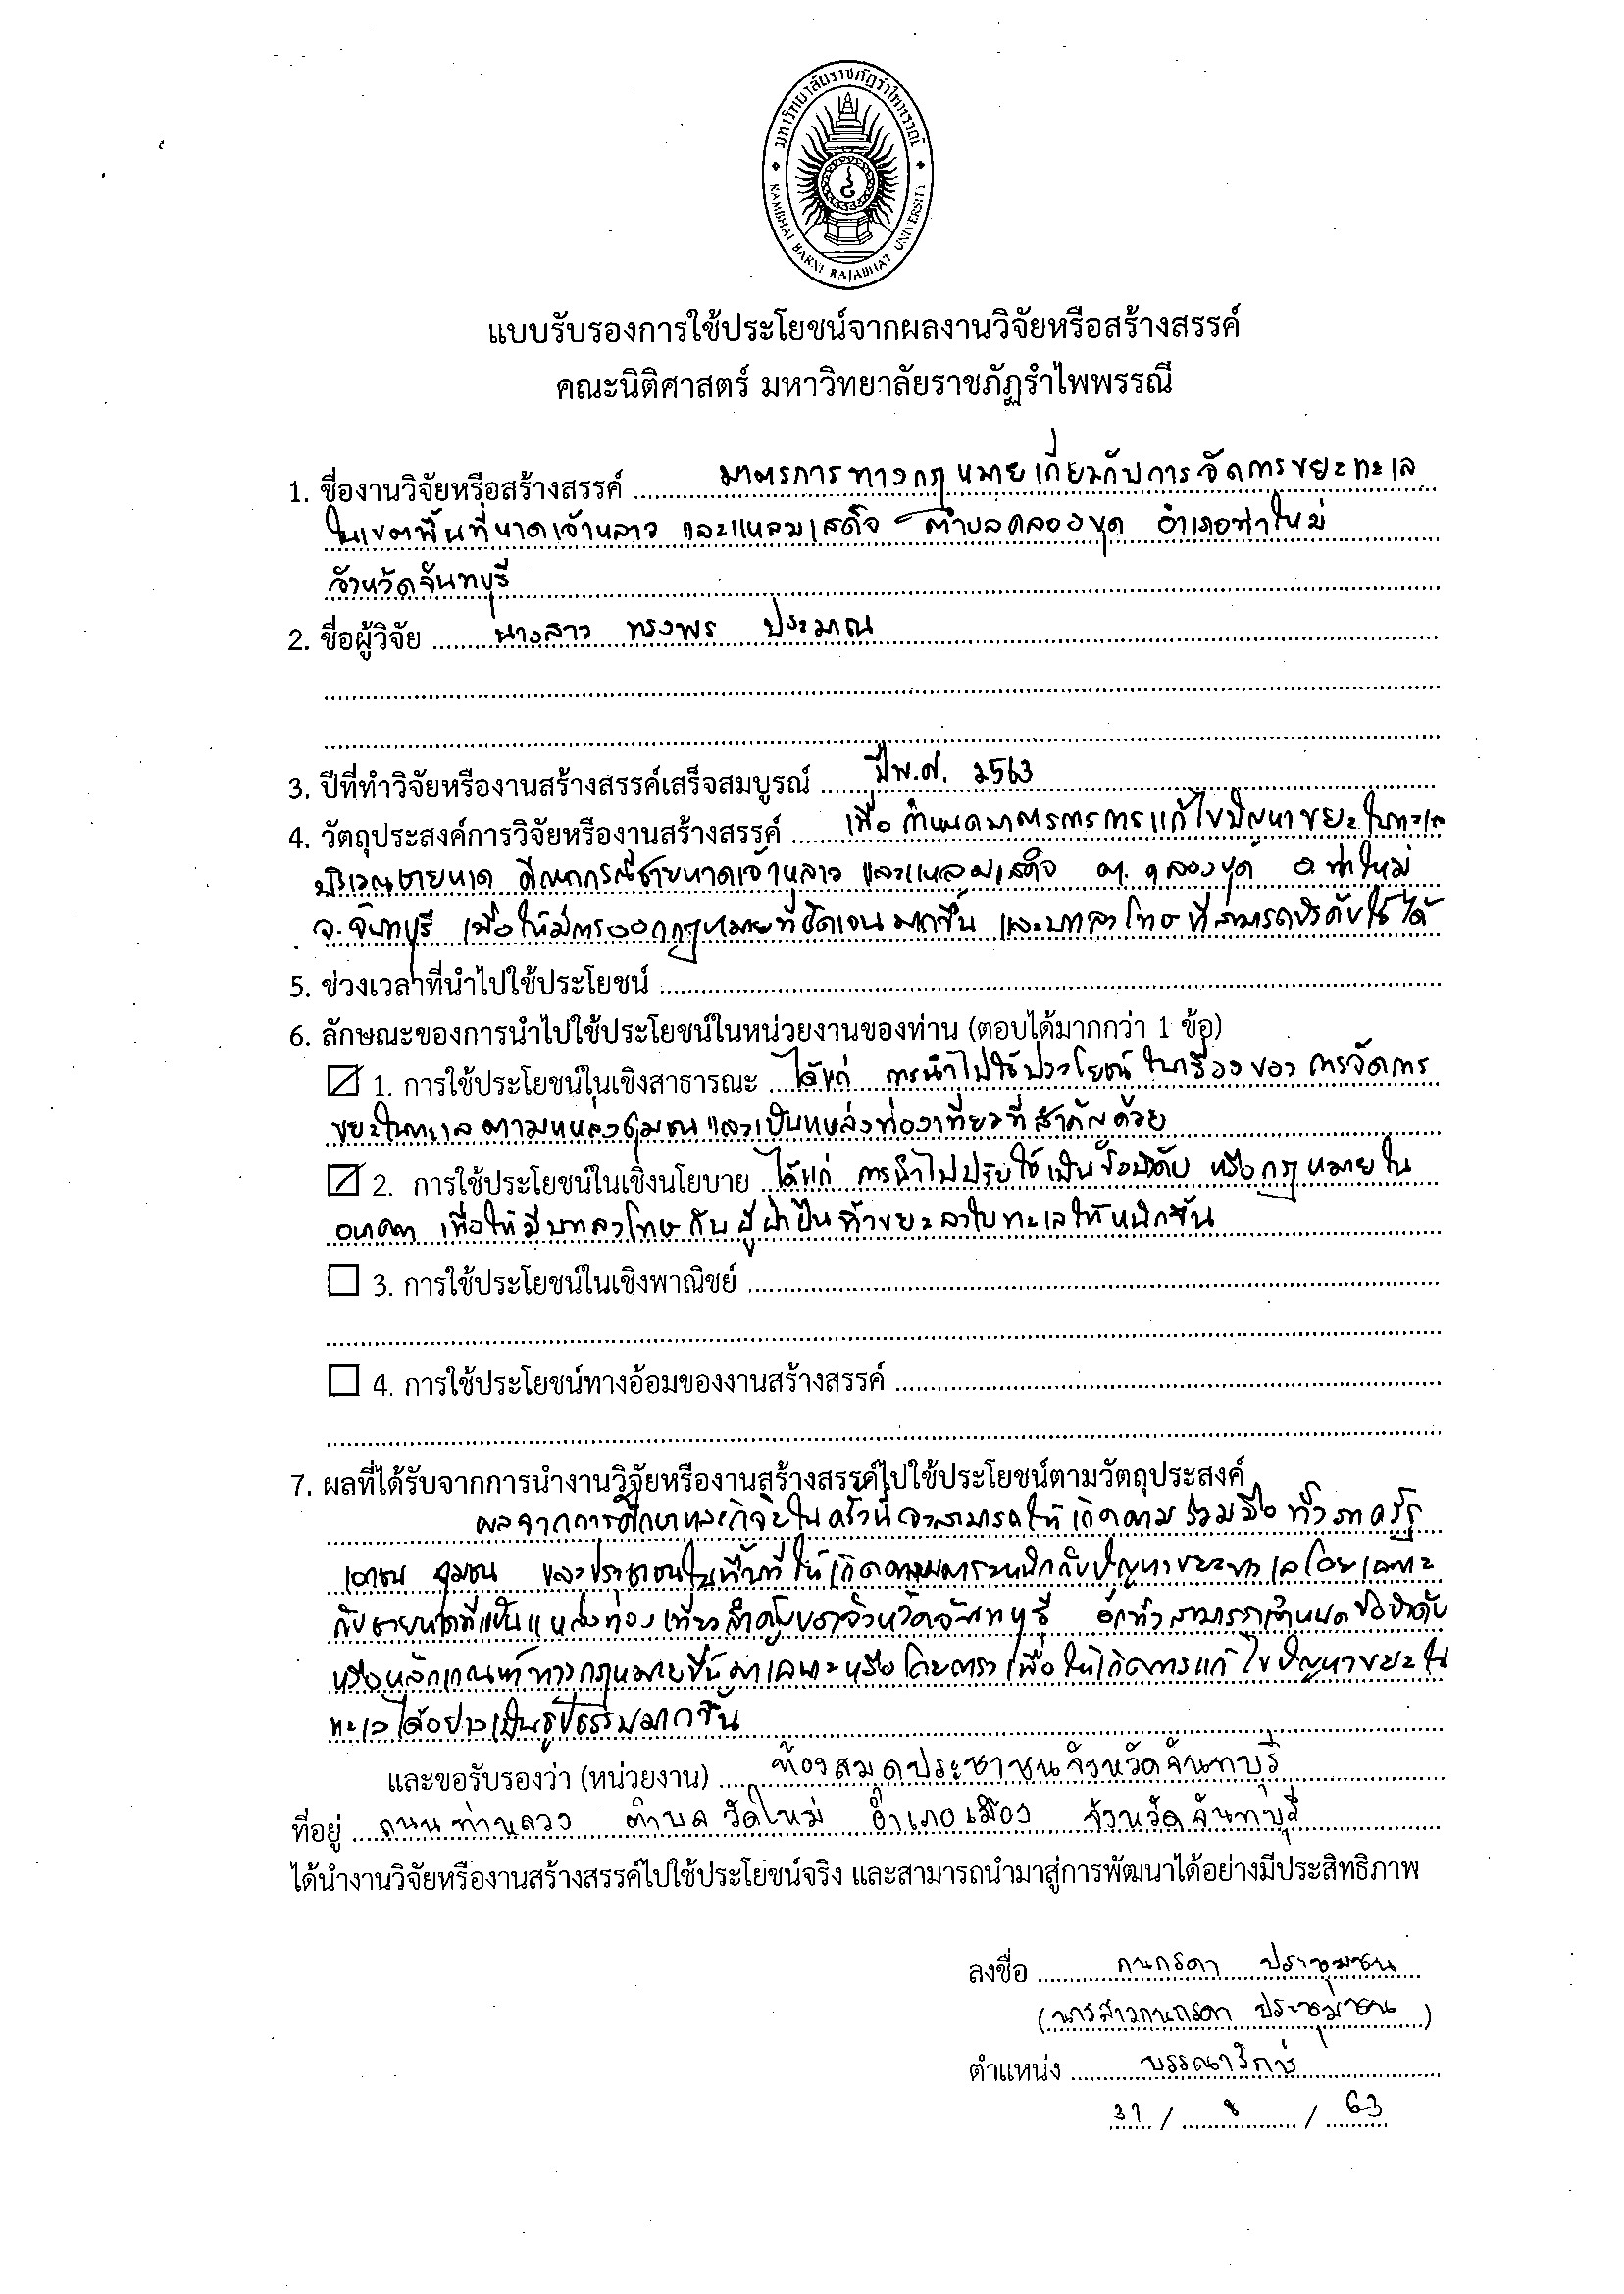 มหาวิทยาลัยราชภัฏรำไพพรรณี
RAMBHAI BARNI RAJABHAT UNIVERSITY
แบบรับรองการใช้ประโยชน์จากผลงานวิจัยหรือสร้างสรรค์
คณะนิติศาสตร์ มหาวิทยาลัยราชภัฏรำไพพรรณี
1. ชื่องานวิจัยหรือสร้างสรรค์ มาตรการทางกฎหมายเกี่ยวกับการจัดการขยะทะเล
ในเขตพื้นที่หาดเจ้าหลาว และแหลมเสด็จ ตำบลคลองขุด อำเภอท่าใหม่
จังหวัดจันทบุรี
2. ชื่อผู้วิจัย นางสาว ทรงพร ประมาณ
3. ปีที่ทำวิจัยหรืองานสร้างสรรค์เสร็จสมบูรณ์ ปีพ.ศ. 2563
4. วัตถุประสงค์การวิจัยหรืองานสร้างสรรค์ เพื่อกำหนดมาตรการการแก้ไขปัญหาขยะในทะเล
บริเวณชายหาด ศึกษากรณีชายหาดเจ้าหลาว และแหลมเสด็จ ต.คลองขุด อ.ท่าใหม่
จ.จันทบุรี เพื่อให้มีการออกกฎหมายที่ชัดเจนมากขึ้น และบทลงโทษที่สามารถบังคับใช้ได้
5. ช่วงเวลาที่นำไปใช้ประโยชน์
6. ลักษณะของการนำไปใช้ประโยชน์ในหน่วยงานของท่าน (ตอบได้มากกว่า 1 ข้อ)
1. การใช้ประโยชน์ในเชิงสาธารณะ ได้แก่ การนำไปใช้ประโยชน์ในเรื่องของการจัดการ
ขยะในทะเล ตามแหล่งชุมชนและเป็นแหล่งท่องเที่ยวที่สำคัญด้วย
2. การใช้ประโยชน์ในเชิงนโยบาย ได้แก่ การนำไปปรับใช้เป็นข้อบังคับ หรือกฎหมายใน
อนาคต เพื่อให้มีบทลงโทษกับผู้ฝ่าฝืนทิ้งขยะลงในทะเลให้หนักขึ้น
3. การใช้ประโยชน์ในเชิงพาณิชย์
4. การใช้ประโยชน์ทางอ้อมของงานสร้างสรรค์
7. ผลที่ได้รับจากการนำงานวิจัยหรืองานสร้างสรรค์ไปใช้ประโยชน์ตามวัตถุประสงค์
ผลจากการศึกษาและวิจัยในครั้งนี้ จะสามารถให้เกิดความร่วมมือ ทั้งภาครัฐ
เอกชน ชุมชน และประชาชนในพื้นที่ ให้เกิดความตระหนักกับปัญหาขยะทะเลโดยเฉพาะ
กับชายหาดที่เป็นแหล่งท่องเที่ยวสำคัญของจังหวัดจันทบุรี อีกทั้งสามารถกำหนดข้อบังคับ
หรือหลักเกณฑ์ทางกฎหมายขึ้นมาเฉพาะหรือโดยตรง เพื่อให้เกิดการแก้ไขปัญหาขยะใน
ทะเลได้อย่างเป็นรูปธรรมมากขึ้น
และขอรับรองว่า (หน่วยงาน) ห้องสมุดประชาชนจังหวัดจันทบุรี
ที่อยู่ ถนนท่าหลวง ตำบล วัดใหม่ อำเภอเมือง จังหวัดจันทบุรี
ได้นำงานวิจัยหรืองานสร้างสรรค์ไปใช้ประโยชน์จริง และสามารถนำมาสู่การพัฒนาได้อย่างมีประสิทธิภาพ
ลงชื่อ กนกรดา ประชุมชน
(นางสาวกนกรดา ประชุมชน)
ตำแหน่ง บรรณารักษ์
31 / 8 / 63